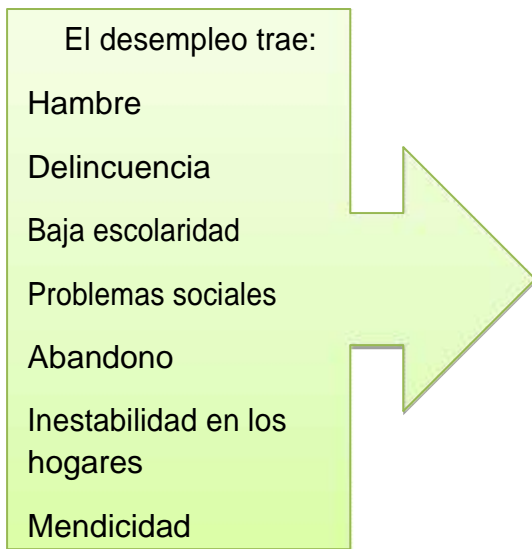 El desempleo trae:
Hambre
Delincuencia
Baja escolaridad
Problemas sociales
Abandono
Inestabilidad en los
hogares
Mendicidad